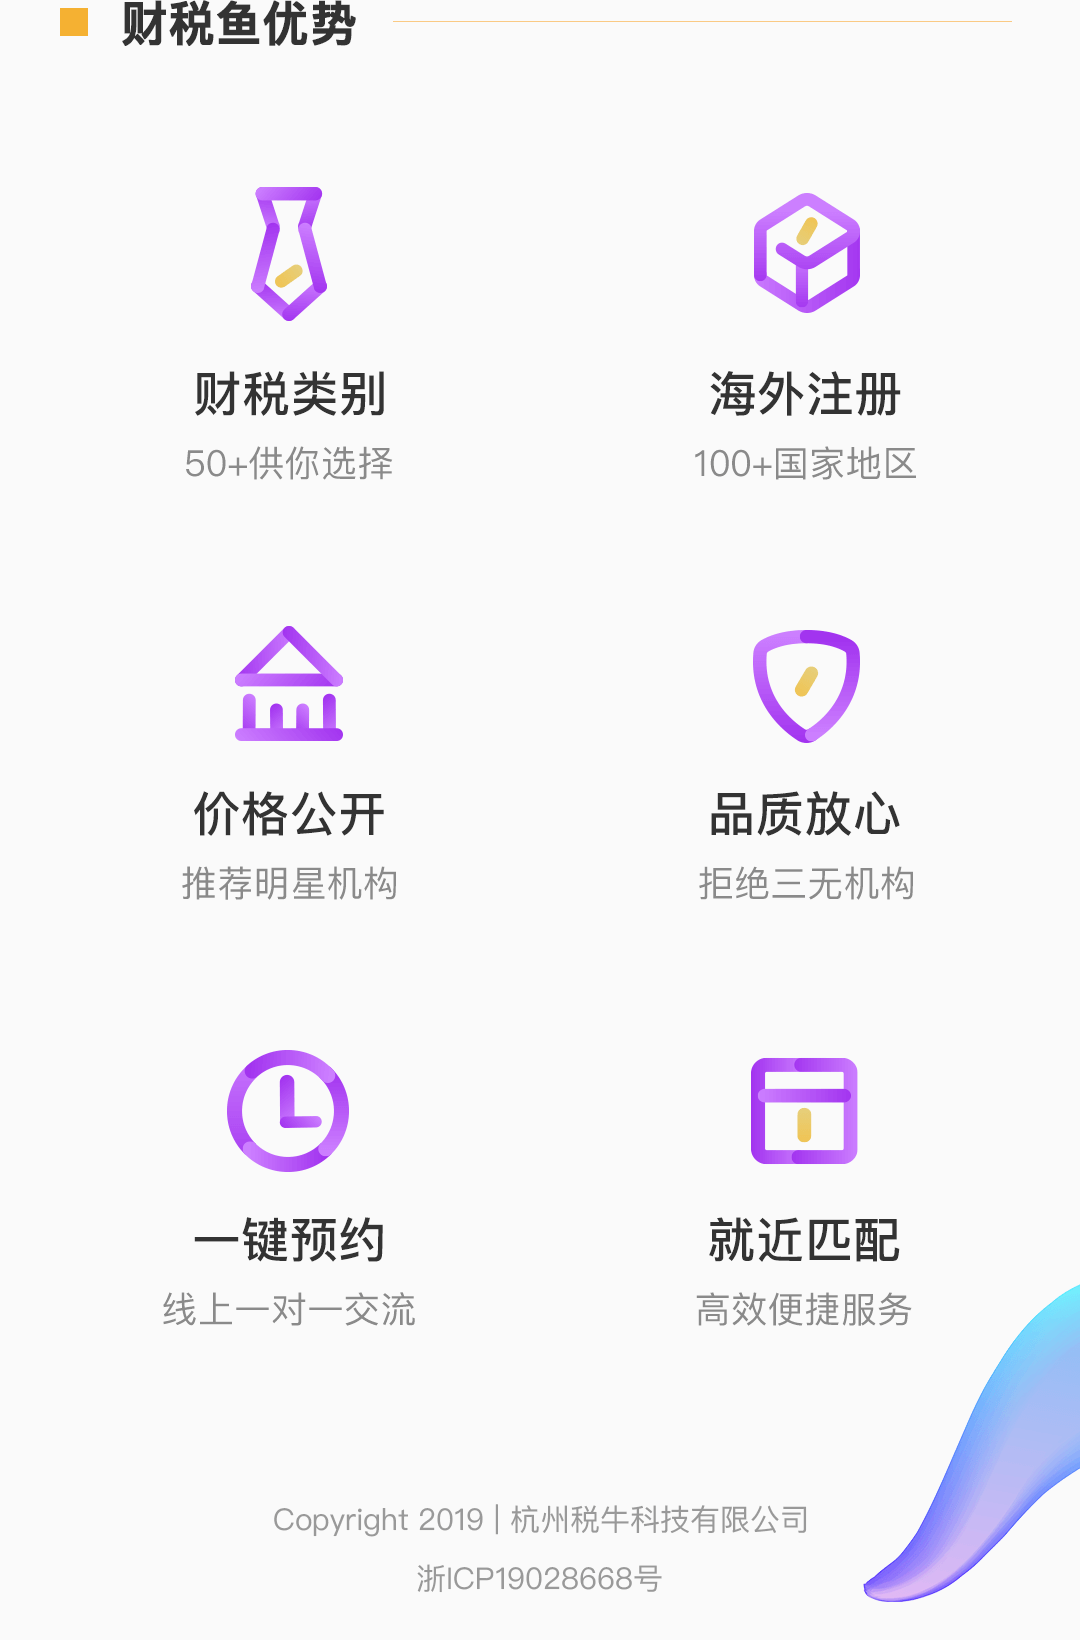 财税鱼优势
财税类别
50+供你选择
海外注册
100+国家地区
价格公开
推荐明星机构
品质放心
拒绝三无机构
一键预约
线上一对一交流
就近匹配
高效便捷服务
Copyright 2019 | 杭州税牛科技有限公司
浙ICP19028668号